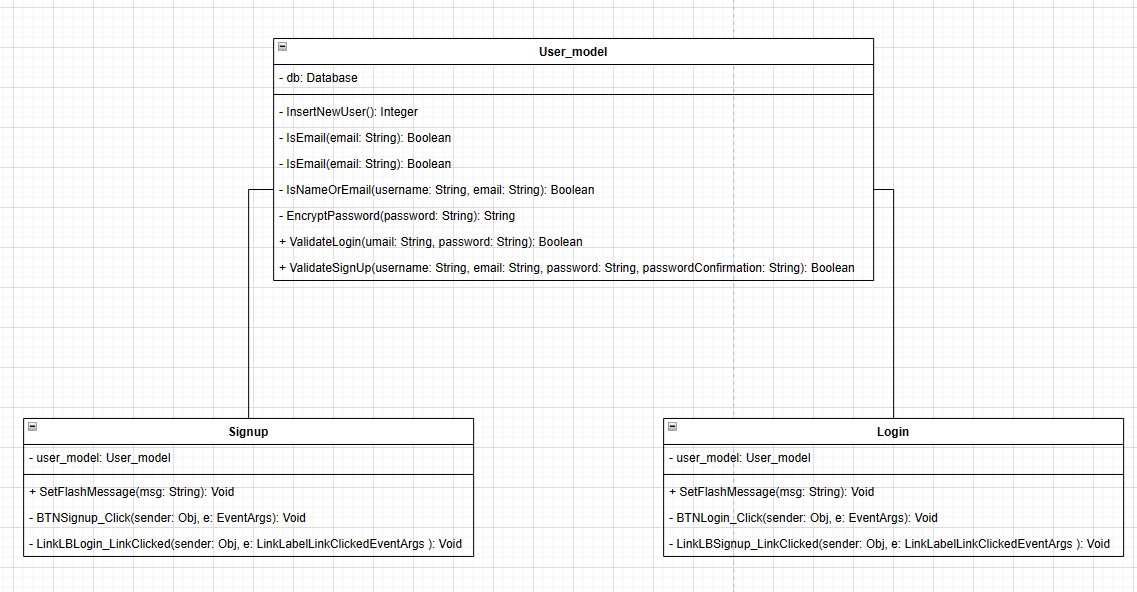 User_model
- db: Database
- InsertNewUser(): Integer
- IsEmail(email: String): Boolean
- IsEmail(email: String): Boolean
- IsNameOrEmail(username: String, email: String): Boolean
- EncryptPassword(password: String): String
+ ValidateLogin(umail: String, password: String): Boolean
+ ValidateSignUp(username: String, email: String, password: String, passwordConfirmation: String): Boolean
Signup
- user_model: User_model
+ SetFlashMessage(msg: String): Void
- BTNSignup_Click(sender: Obj, e: EventArgs): Void
- LinkLBLogin_LinkClicked(sender: Obj, e: LinkLabelLinkClickedEventArgs ): Void
Login
- user_model: User_model
+ SetFlashMessage(msg: String): Void
- BTNLogin_Click(sender: Obj, e: EventArgs): Void
- LinkLBSignup_LinkClicked(sender: Obj, e: LinkLabelLinkClickedEventArgs ): Void